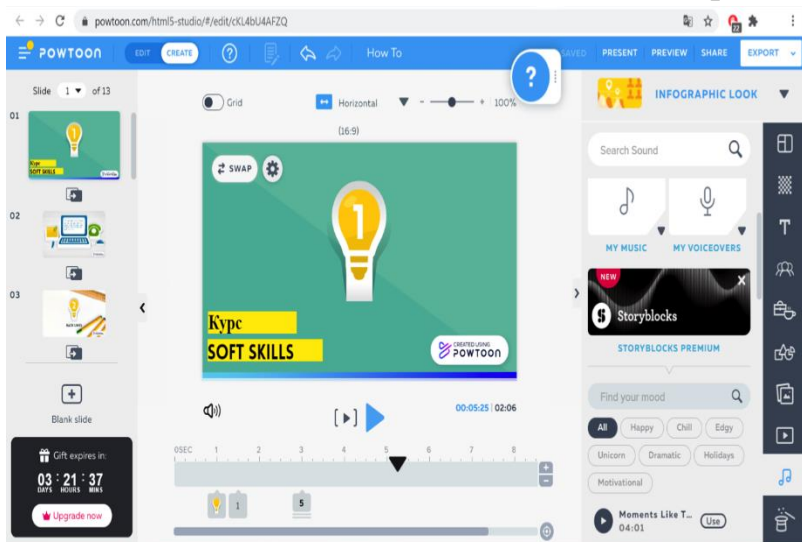 powtoon.com/html5-studio/#/edit/cKL4bU4AFZQ
22
POWTOON
EDIT
CREATE
?
How To
?
SAVED
PRESENT
PREVIEW
SHARE
EXPORT
Slide 1 of 13
01
Курс
SOFT SKILLS
02
03
Blank slide
Gift expires in:
03 : 21 : 37
DAYS HOURS MINS
Upgrade now
Grid
Horizontal
- + 100%
(16:9)
SWAP
1
Курс
SOFT SKILLS
CREATED USING
POWTOON
00:05:25 | 02:06
0SEC 1 2 3 4 5 6 7 8
+
-
1
5
INFOGRAPHIC LOOK
Search Sound
MY MUSIC
MY VOICEOVERS
NEW
Storyblocks
STORYBLOCKS PREMIUM
Find your mood
All Happy Chill Edgy
Unicorn Dramatic Holidays
Motivational
Moments Like T...
04:01
Use
T